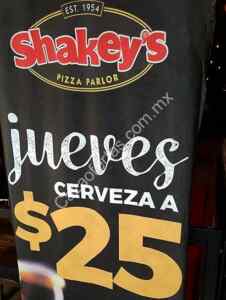 EST. 1954
Shakey's
PIZZA PARLOR
jueves
CERVEZA A
$25